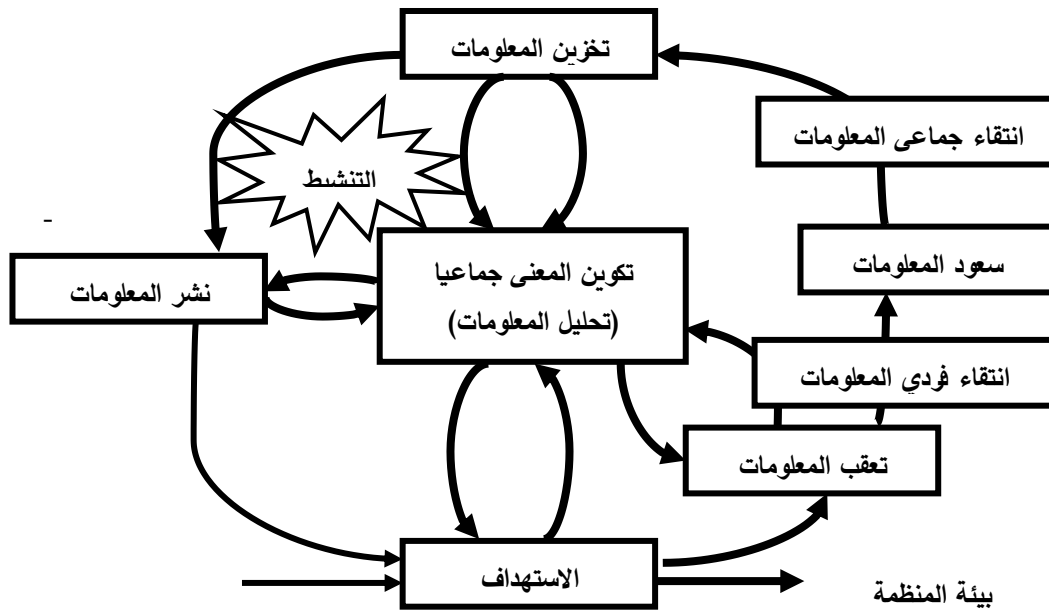 تخزين المعلومات
انتقاء جماعى المعلومات
التنشيط
-
سعود المعلومات
تكوين المعنى جماعيا
(تحليل المعلومات)
نشر المعلومات
انتقاء فردي المعلومات
تعقب المعلومات
الاستهداف
بيئة المنظمة